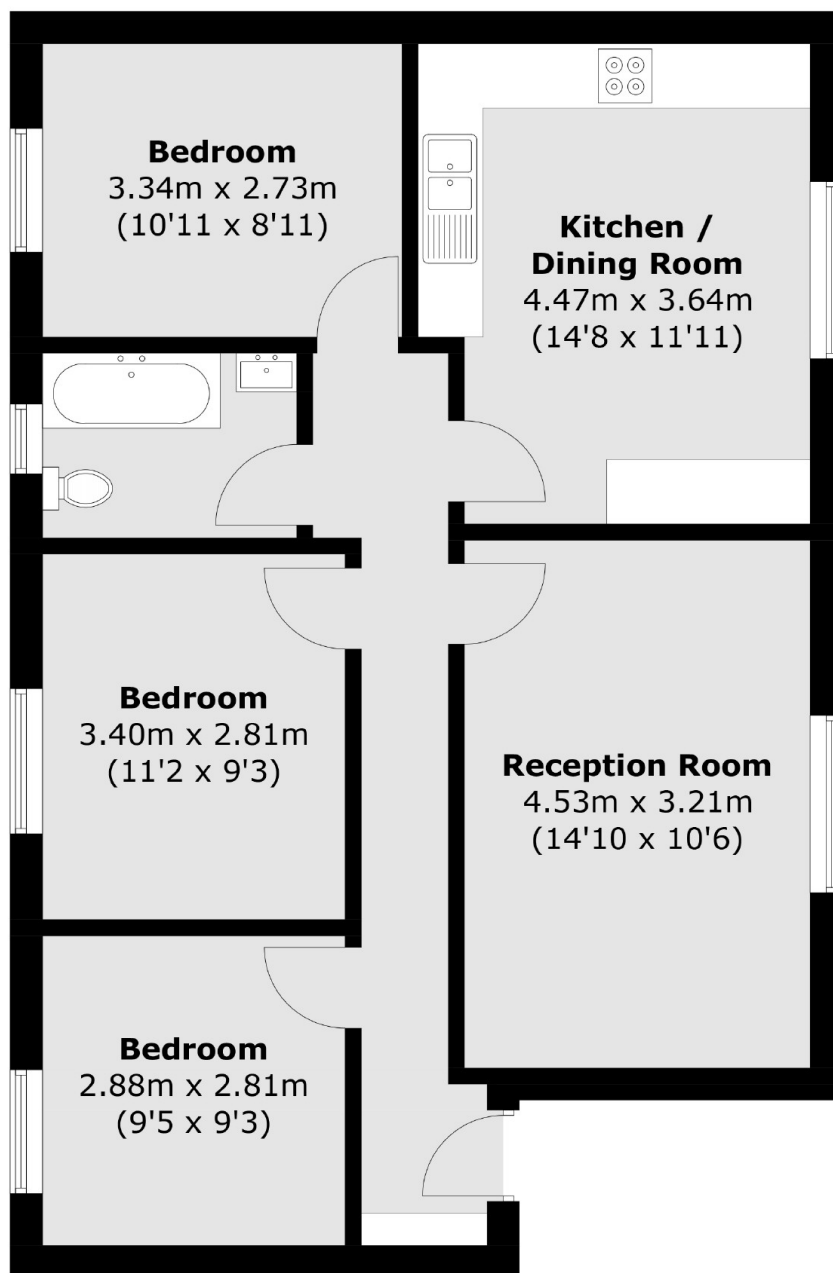 Bedroom
3.34m x 2.73m
(10'11 x 8'11)
Kitchen /
Dining Room
4.47m x 3.64m
(14'8 x 11'11)
Bedroom
3.40m x 2.81m
(11'2 x 9'3)
Reception Room
4.53m x 3.21m
(14'10 x 10'6)
Bedroom
2.88m x 2.81m
(9'5 x 9'3)